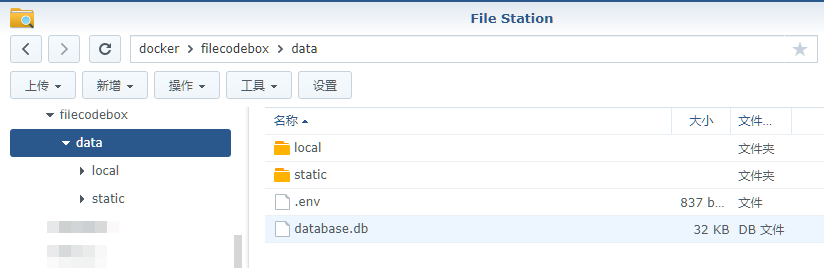 File Station
docker filecodebox data
上传 新增 操作 工具 设置
filecodebox
data
local
static
名称 大小 文件...
local 文件夹
static 文件夹
.env 837 b... 文件
database.db 32 KB DB 文件